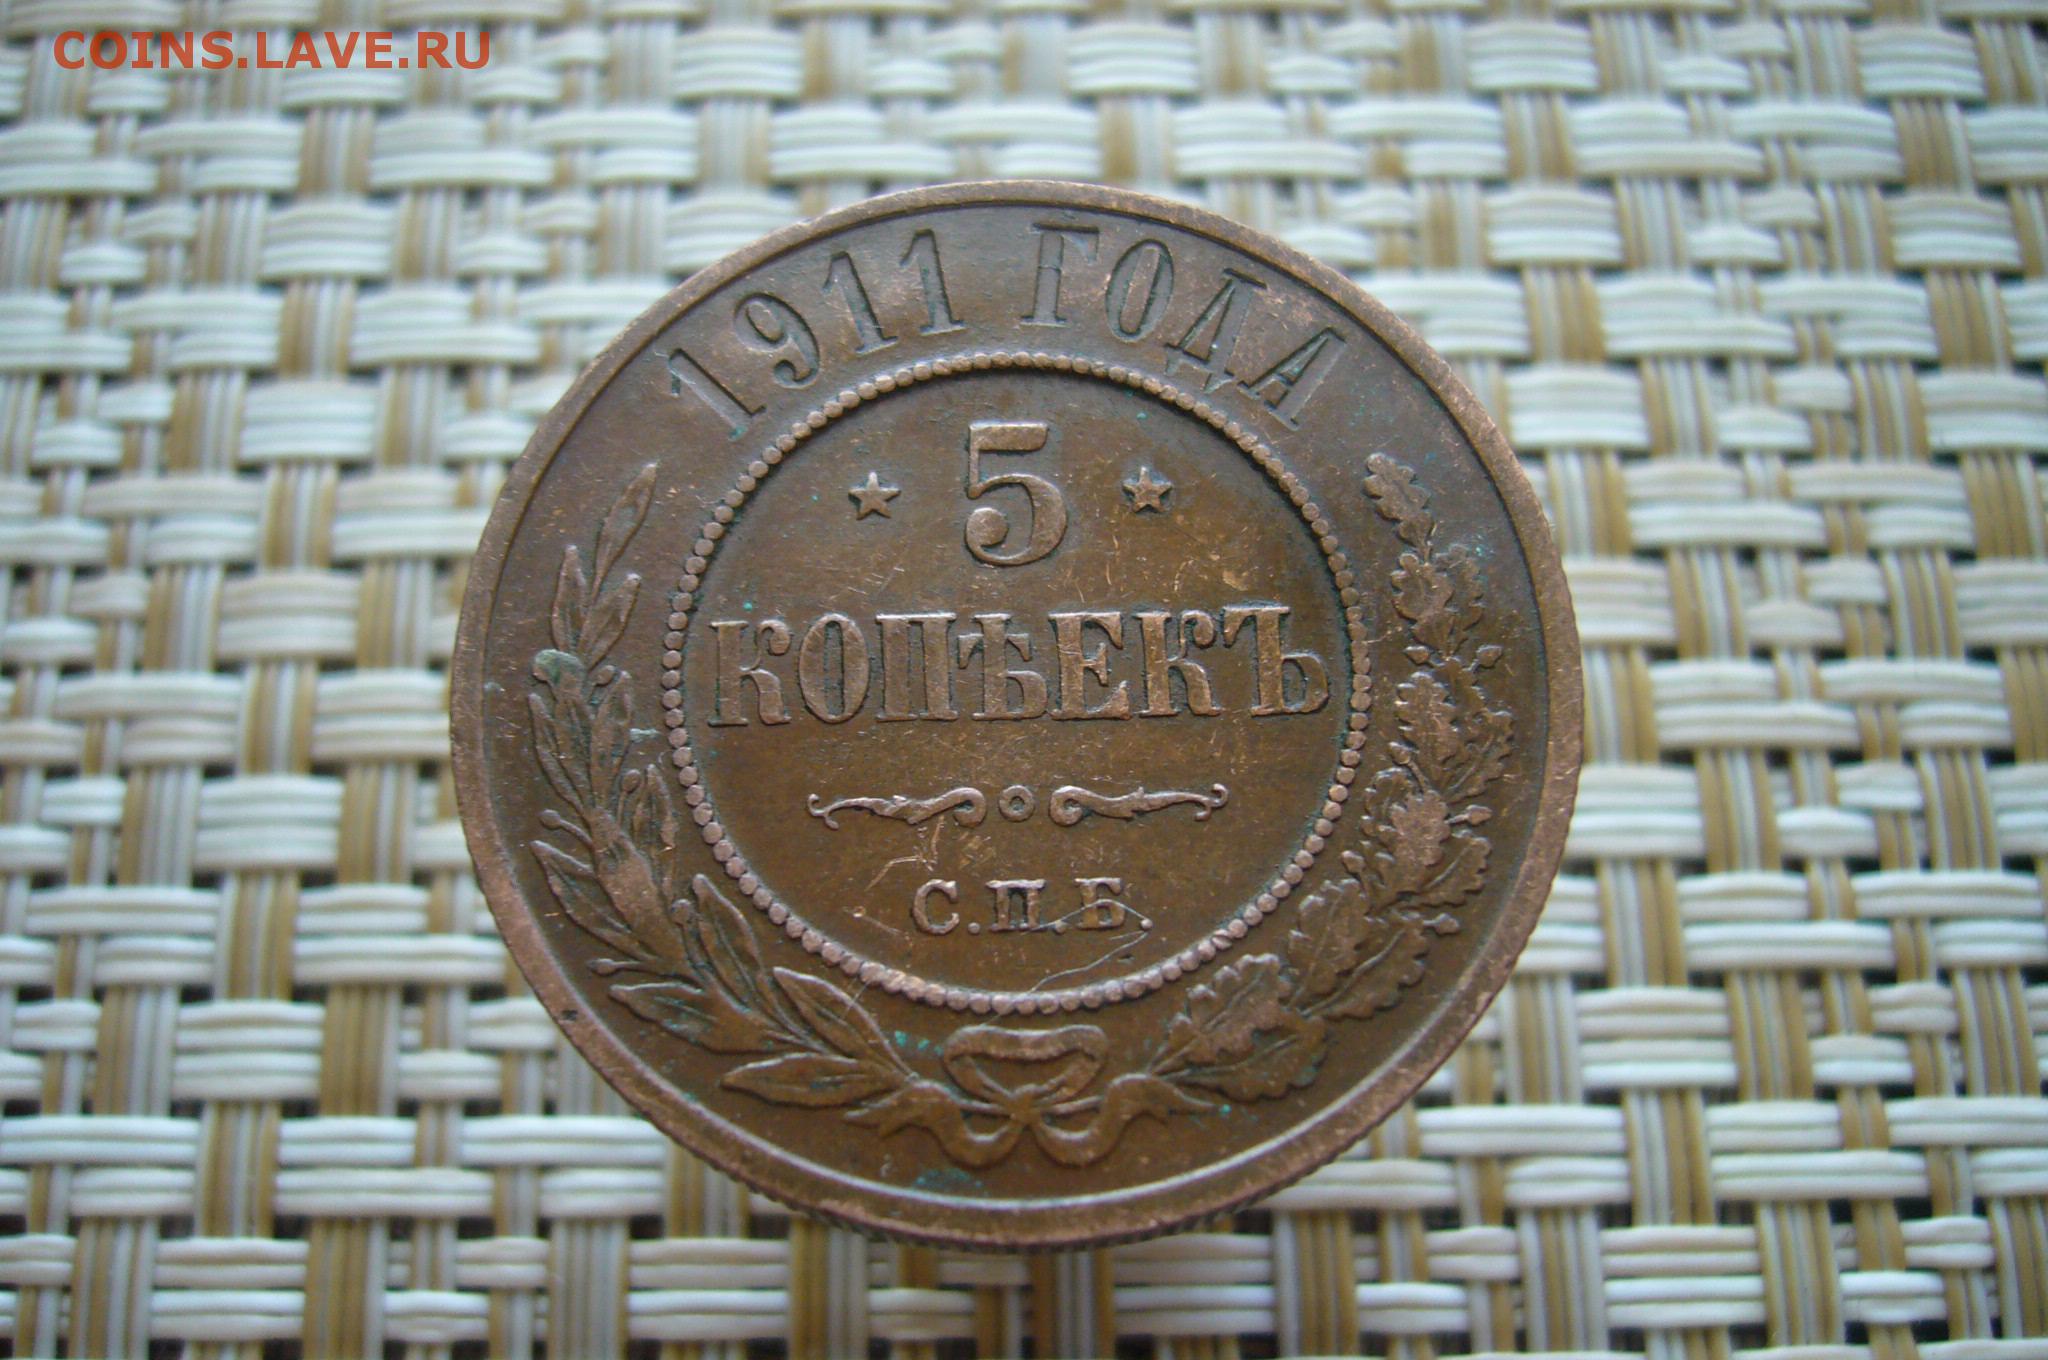 COINS.LAVE.RU
1911 ГОДА
5
КОПѢЕКЪ
С.П.Б.